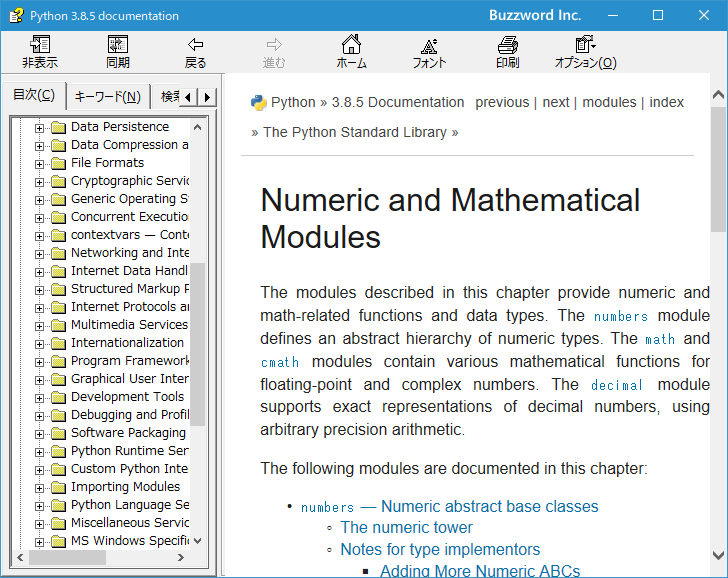 Python 3.8.5 documentation
Buzzword Inc.
非表示 同期 戻る 進む ホーム フォント 印刷 オプション(O)
目次(C) キーワード(N) 検索
Data Persistence
Data Compression a
File Formats
Cryptographic Servic
Generic Operating S
Concurrent Executio
contextvars — Cont
Networking and Inte
Internet Data Handl
Structured Markup P
Internet Protocols a
Multimedia Services
Internationalization
Program Framework
Graphical User Inter
Development Tools
Debugging and Profil
Software Packaging
Python Runtime Ser
Custom Python Inte
Importing Modules
Python Language Se
Miscellaneous Servic
MS Windows Specifi
Python » 3.8.5 Documentation previous | next | modules | index
» The Python Standard Library »
Numeric and Mathematical
Modules
The modules described in this chapter provide numeric and
math-related functions and data types. The numbers module
defines an abstract hierarchy of numeric types. The math and
cmath modules contain various mathematical functions for
floating-point and complex numbers. The decimal module
supports exact representations of decimal numbers, using
arbitrary precision arithmetic.
The following modules are documented in this chapter:
• numbers — Numeric abstract base classes
◦ The numeric tower
◦ Notes for type implementors
▪ Adding More Numeric ABCs